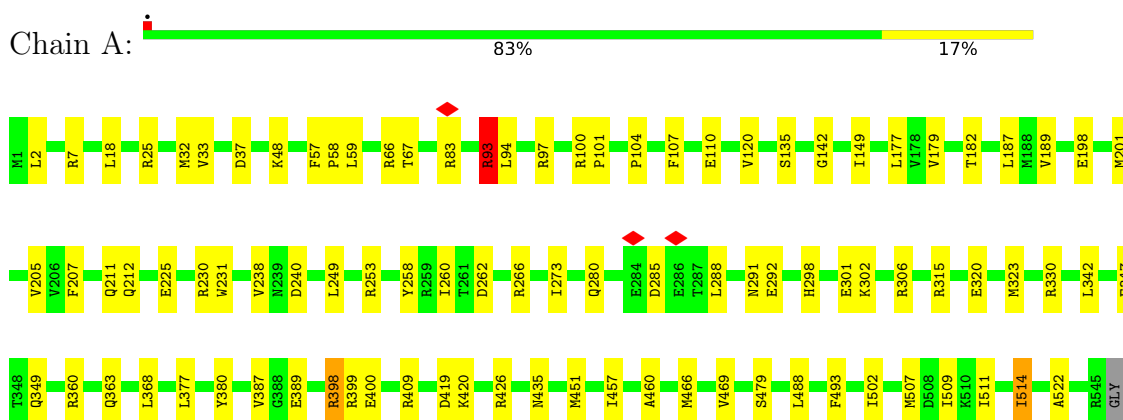 Chain A:
83% 17%
M1 L2 R7 L18 R25 M32 V33 D37 K48 F57 P58 L59 R66 T67 R83 R93 L94 R97 R100 P101 P104 F107 E110 V120 S135 G142 I149 L177 V178 V179 T182 L187 M188 V189 E198 M201
V205 V206 F207 Q211 Q212 E225 R230 W231 V238 N239 D240 L249 R253 Y258 R259 I260 T261 D262 R266 I273 Q280 E284 D285 E286 T287 L288 N291 E292 H298 E301 K302 R306 R315 E320 M323 R330 L342
T348 Q349 R360 Q363 L368 L377 Y380 V387 G388 E389 R398 R399 E400 R409 D419 K420 R426 N435 M451 I457 A460 M466 V469 S479 L488 F493 I502 M507 D508 I509 K510 I511 I514 A522 R545 GLY